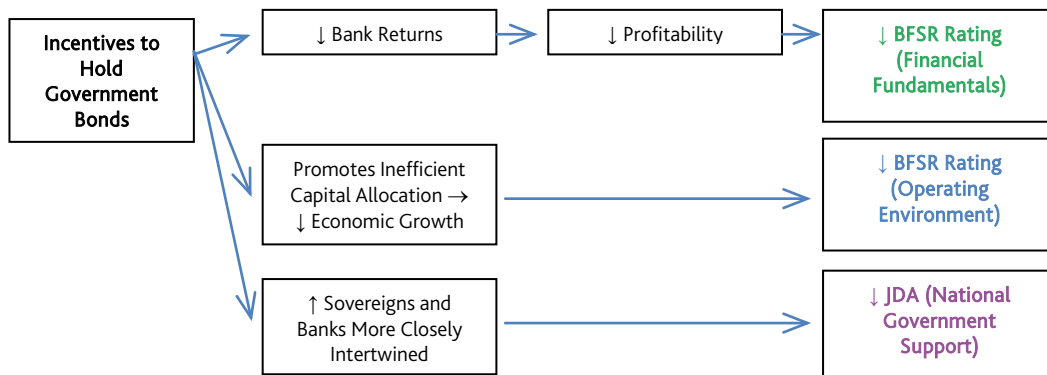 Incentives to
Hold
Government
Bonds
↓ Bank Returns
↓ Profitability
↓ BFSR Rating
(Financial
Fundamentals)
Promotes Inefficient
Capital Allocation →
↓ Economic Growth
↓ BFSR Rating
(Operating
Environment)
↑ Sovereigns and
Banks More Closely
Intertwined
↓ JDA (National
Government
Support)